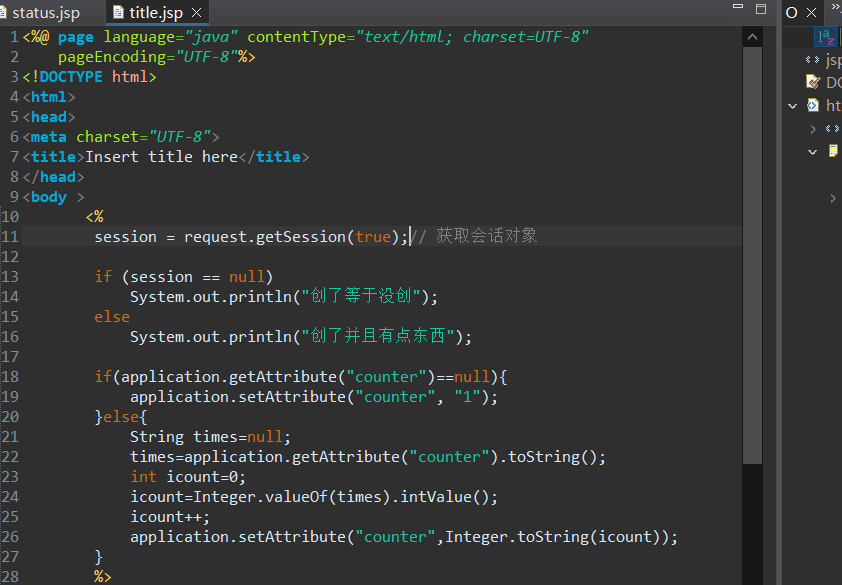 status.jsp
title.jsp
O
1 <%@ page language="java" contentType="text/html; charset=UTF-8"
2 pageEncoding="UTF-8"%>
3 <!DOCTYPE html>
4 <html>
5 <head>
6 <meta charset="UTF-8">
7 <title>Insert title here</title>
8 </head>
9 <body >
10 <%
11 session = request.getSession(true);// 获取会话对象
12
13 if (session == null)
14 System.out.println("创了等于没创");
15 else
16 System.out.println("创了并且有点东西");
17
18 if(application.getAttribute("counter")==null){
19 application.setAttribute("counter", "1");
20 }else{
21 String times=null;
22 times=application.getAttribute("counter").toString();
23 int icount=0;
24 icount=Integer.valueOf(times).intValue();
25 icount++;
26 application.setAttribute("counter",Integer.toString(icount));
27 }
28 %>
jsp
DO
ht